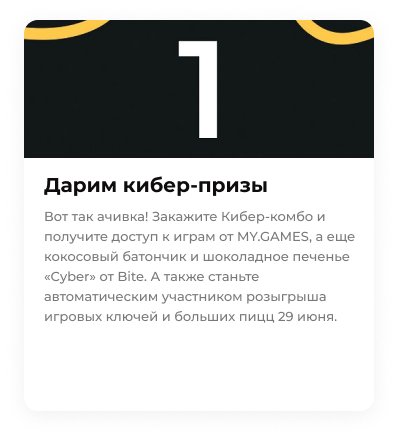 1
Дарим кибер-призы
Вот так ачивка! Закажите Кибер-комбо и
получите доступ к играм от MY.GAMES, а еще
кокосовый батончик и шоколадное печенье
«Cyber» от Bite. А также станьте
автоматическим участником розыгрыша
игровых ключей и больших пицц 29 июня.